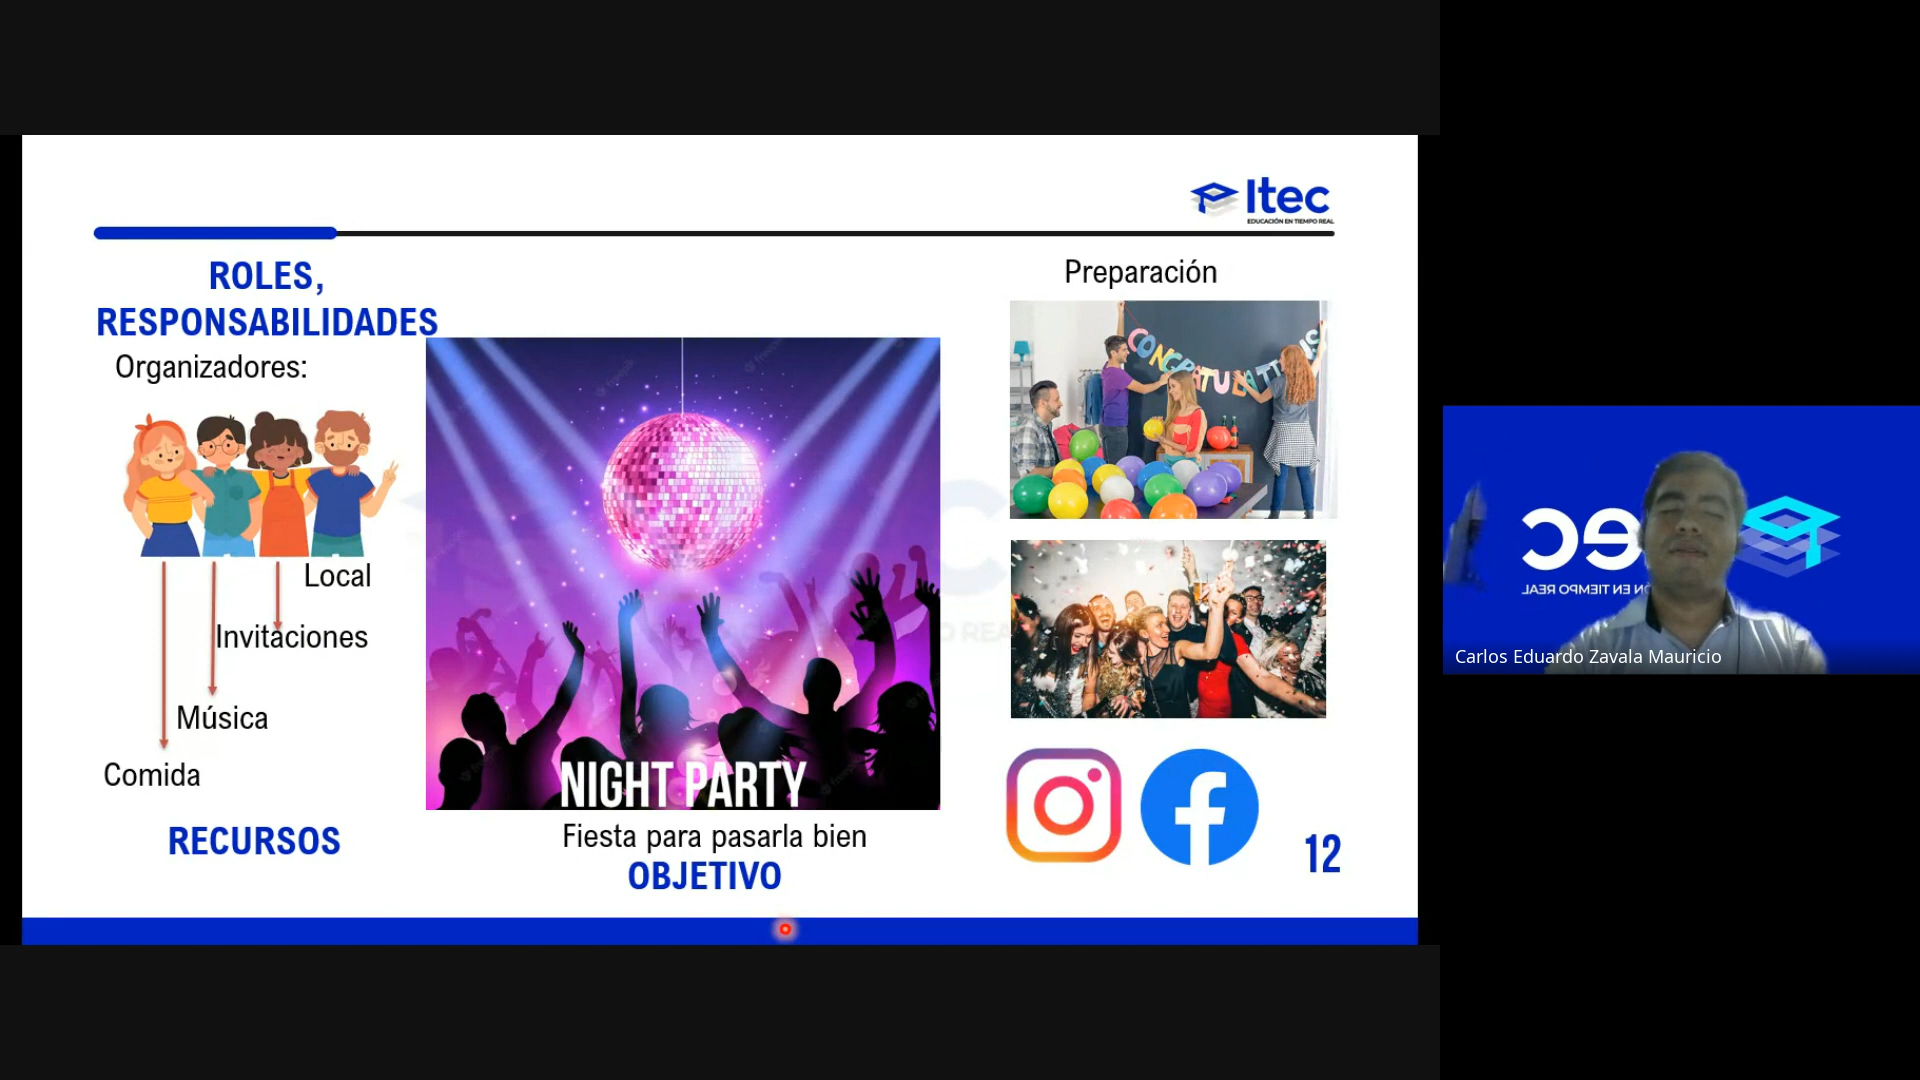 Itec
EDUCACIÓN EN TIEMPO REAL
ROLES,
RESPONSABILIDADES
Organizadores:
Local
Invitaciones
Música
Comida
RECURSOS
NIGHT PARTY
Fiesta para pasarla bien
OBJETIVO
Preparación
12
Carlos Eduardo Zavala Mauricio